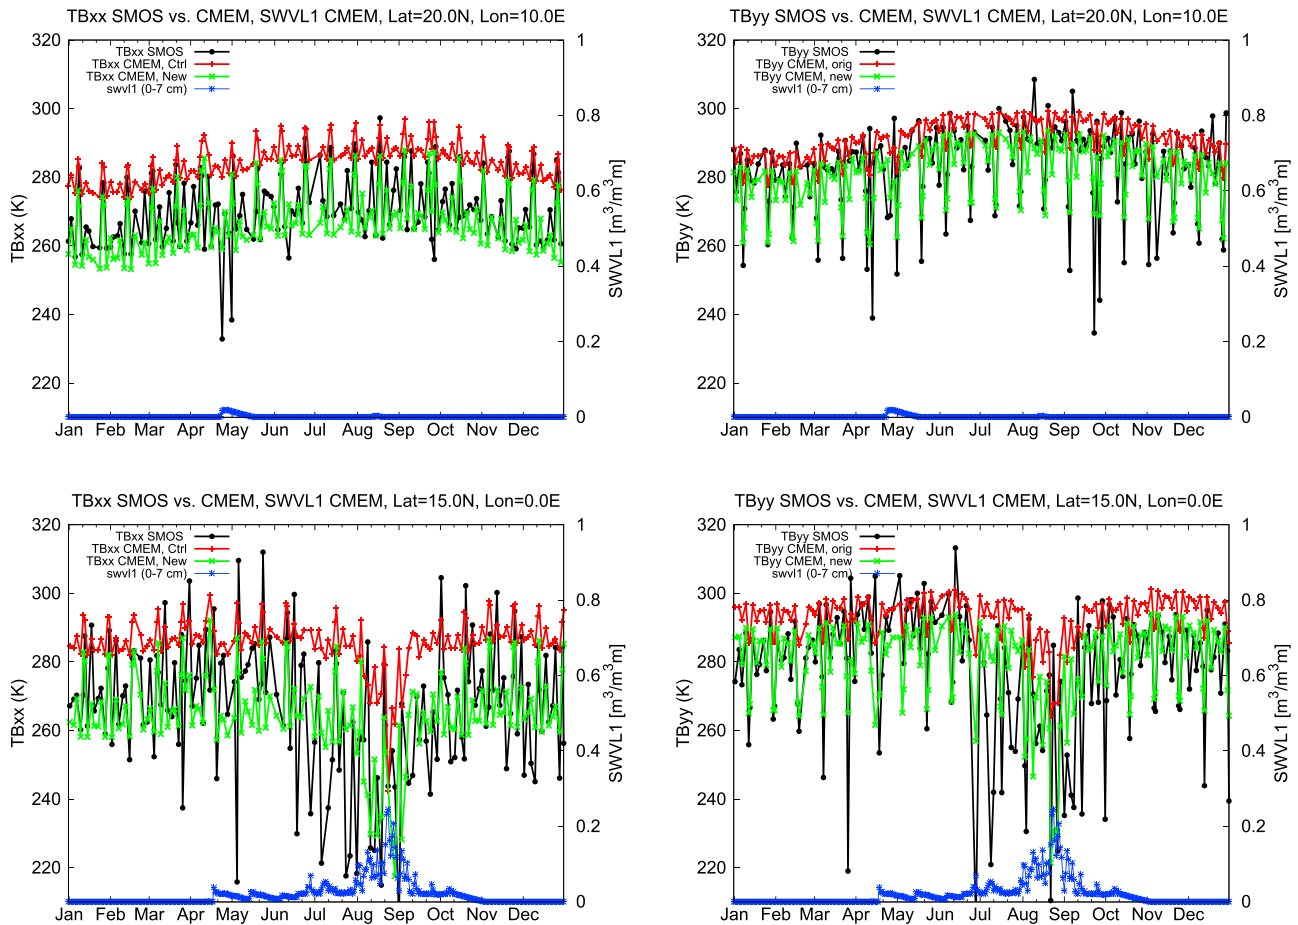 TBxx SMOS vs. CMEM, SWVL1 CMEM, Lat=20.0N, Lon=10.0E
TBxx SMOS
TBxx CMEM, Ctrl
TBxx CMEM, New
swvl1 (0-7 cm)
320
300
280
260
240
220
TBxx (K)
1
0.8
0.6
0.4
0.2
0
SWVL1 [m³/m³m]
Jan Feb Mar Apr May Jun Jul Aug Sep Oct Nov Dec
TByy SMOS vs. CMEM, SWVL1 CMEM, Lat=20.0N, Lon=10.0E
TByy SMOS
TByy CMEM, orig
TByy CMEM, new
swvl1 (0-7 cm)
320
300
280
260
240
220
TByy (K)
1
0.8
0.6
0.4
0.2
0
SWVL1 [m³/m³m]
Jan Feb Mar Apr May Jun Jul Aug Sep Oct Nov Dec
TBxx SMOS vs. CMEM, SWVL1 CMEM, Lat=15.0N, Lon=0.0E
TBxx SMOS
TBxx CMEM, Ctrl
TBxx CMEM, New
swvl1 (0-7 cm)
320
300
280
260
240
220
TBxx (K)
1
0.8
0.6
0.4
0.2
0
SWVL1 [m³/m³m]
Jan Feb Mar Apr May Jun Jul Aug Sep Oct Nov Dec
TByy SMOS vs. CMEM, SWVL1 CMEM, Lat=15.0N, Lon=0.0E
TByy SMOS
TByy CMEM, orig
TByy CMEM, new
swvl1 (0-7 cm)
320
300
280
260
240
220
TByy (K)
1
0.8
0.6
0.4
0.2
0
SWVL1 [m³/m³m]
Jan Feb Mar Apr May Jun Jul Aug Sep Oct Nov Dec